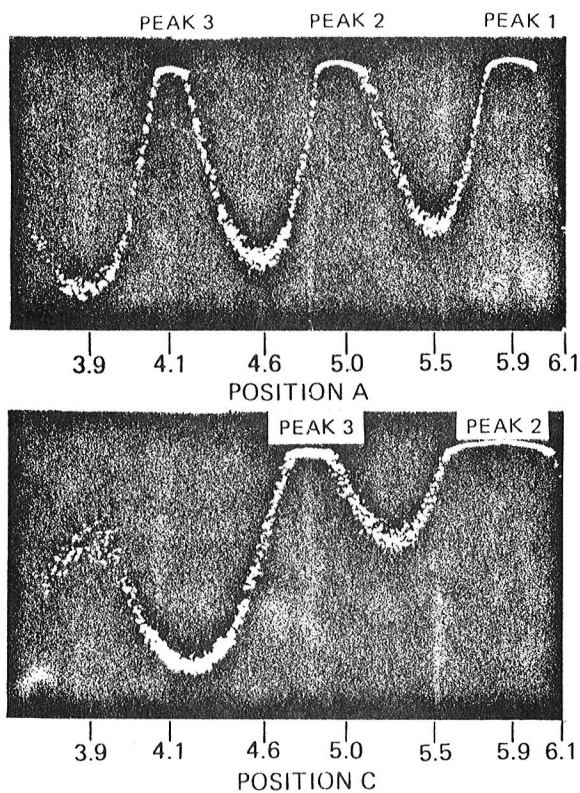 PEAK 3 PEAK 2 PEAK 1
3.9 4.1 4.6 5.0 5.5 5.9 6.1
POSITION A
PEAK 3 PEAK 2
3.9 4.1 4.6 5.0 5.5 5.9 6.1
POSITION C